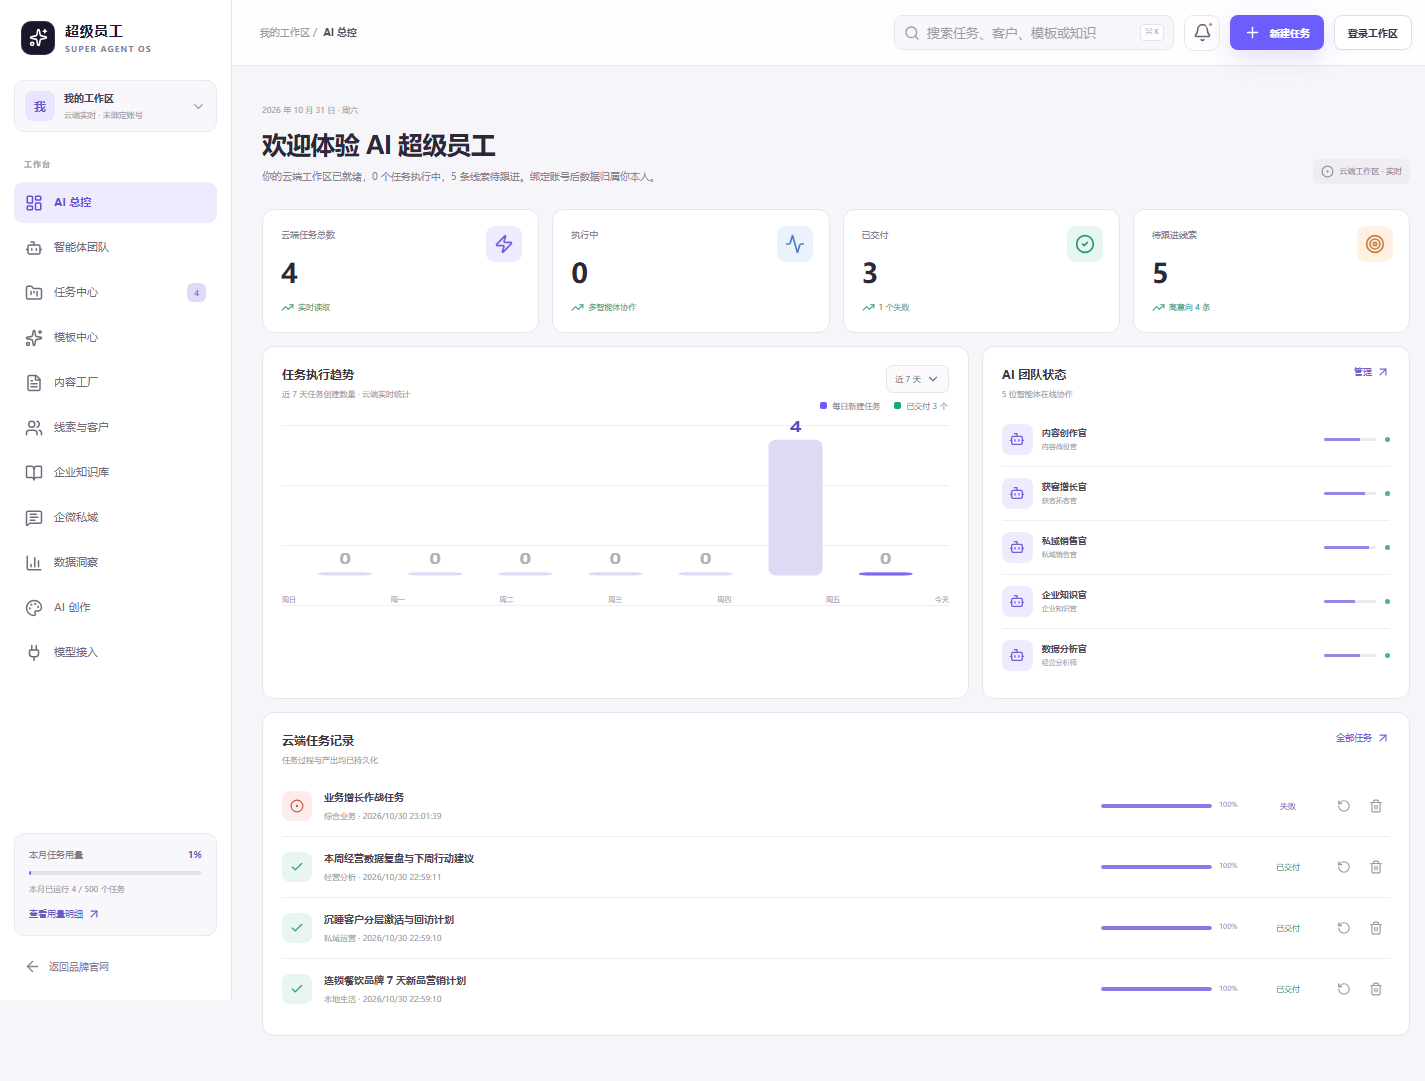 超级员工
SUPER AGENT OS
我
我的工作区
云端实时 · 未绑定账号
工作台
AI 总控
智能体团队
任务中心
4
模板中心
内容工厂
线索与客户
企业知识库
企微私域
数据洞察
AI 创作
模型接入
本月任务用量
1%
本月已运行 4 / 500 个任务
查看用量明细
返回品牌官网
我的工作区 / AI 总控
搜索任务、客户、模板或知识
⌘ K
新建任务
登录工作区
2026 年 10 月 31 日 · 周六
欢迎体验 AI 超级员工
你的云端工作区已就绪，0 个任务执行中，5 条线索待跟进。绑定账号后数据归属你本人。
云端工作区 · 实时
云端任务总数
4
实时读取
执行中
0
多智能体协作
已交付
3
1 个失败
待跟进线索
5
高意向 4 条
任务执行趋势
近 7 天任务创建数量 · 云端实时统计
近 7 天
每日新建任务
已交付 3 个
0
0
0
0
0
4
0
周日
周一
周二
周三
周四
周五
今天
AI 团队状态
5 位智能体在线协作
管理
内容创作官
内容战役官
获客增长官
获客拓客官
私域销售官
私域销售官
企业知识官
企业知识官
数据分析官
经营分析师
云端任务记录
任务过程与产出均已持久化
全部任务
业务增长作战任务
综合业务 · 2026/10/30 23:01:39
100%
失败
本周经营数据复盘与下周行动建议
经营分析 · 2026/10/30 22:59:11
100%
已交付
沉睡客户分层激活与回访计划
私域运营 · 2026/10/30 22:59:10
100%
已交付
连锁餐饮品牌 7 天新品营销计划
本地生活 · 2026/10/30 22:59:10
100%
已交付